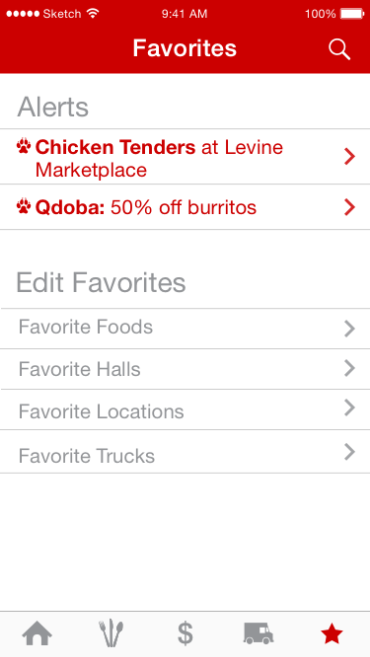 Sketch 9:41 AM 100%
Favorites
Alerts
Chicken Tenders at Levine
Marketplace
Qdoba: 50% off burritos
Edit Favorites
Favorite Foods
Favorite Halls
Favorite Locations
Favorite Trucks
$